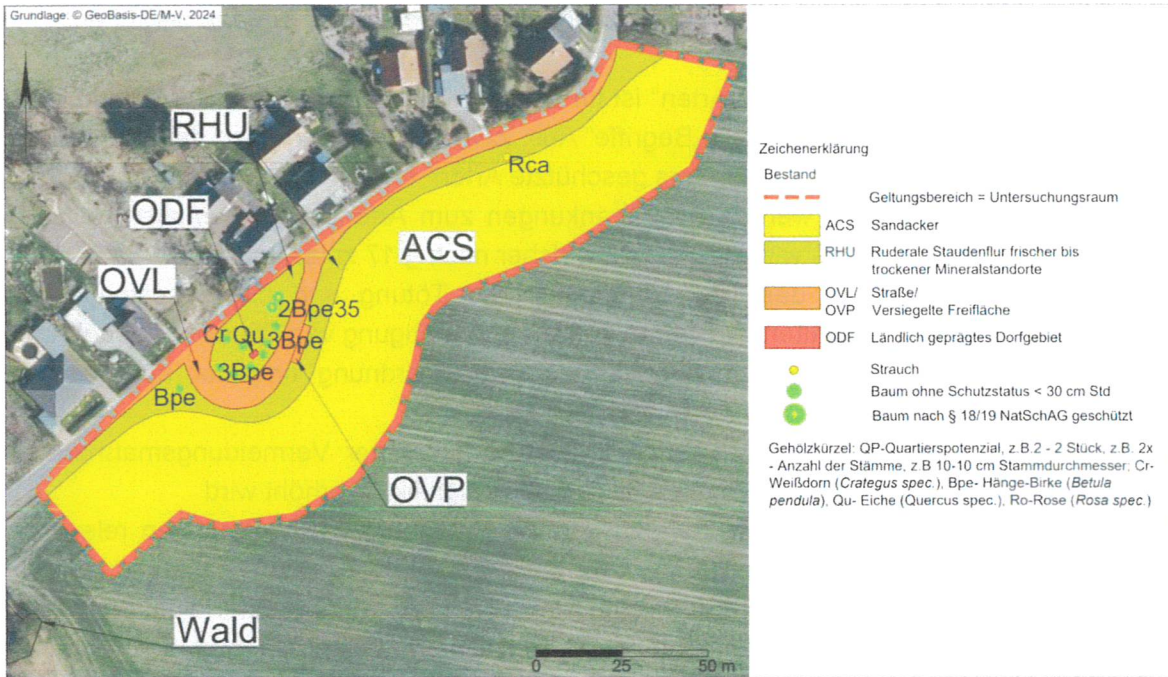 Grundlage: © GeoBasis-DE/M-V, 2024
RHU
ODF
OVL
Rca
ACS
2Bpe35
Cr Qu
3Bpe
3Bpe
Bpe
OVP
Wald
0 25 50 m
Zeichenerklärung
Bestand
Geltungsbereich = Untersuchungsraum
ACS Sandacker
RHU Ruderale Staudenflur frischer bis
trockener Mineralstandorte
OVL/ Straße/
OVP Versiegelte Freifläche
ODF Ländlich geprägtes Dorfgebiet
Strauch
Baum ohne Schutzstatus < 30 cm Std
Baum nach § 18/19 NatSchAG geschützt
Gehölzkürzel: QP-Quartierspotenzial, z.B.2 - 2 Stück, z.B. 2x
- Anzahl der Stämme, z.B 10-10 cm Stammdurchmesser; Cr-
Weißdorn (Crategus spec.), Bpe- Hänge-Birke (Betula
pendula), Qu- Eiche (Quercus spec.), Ro-Rose (Rosa spec.)